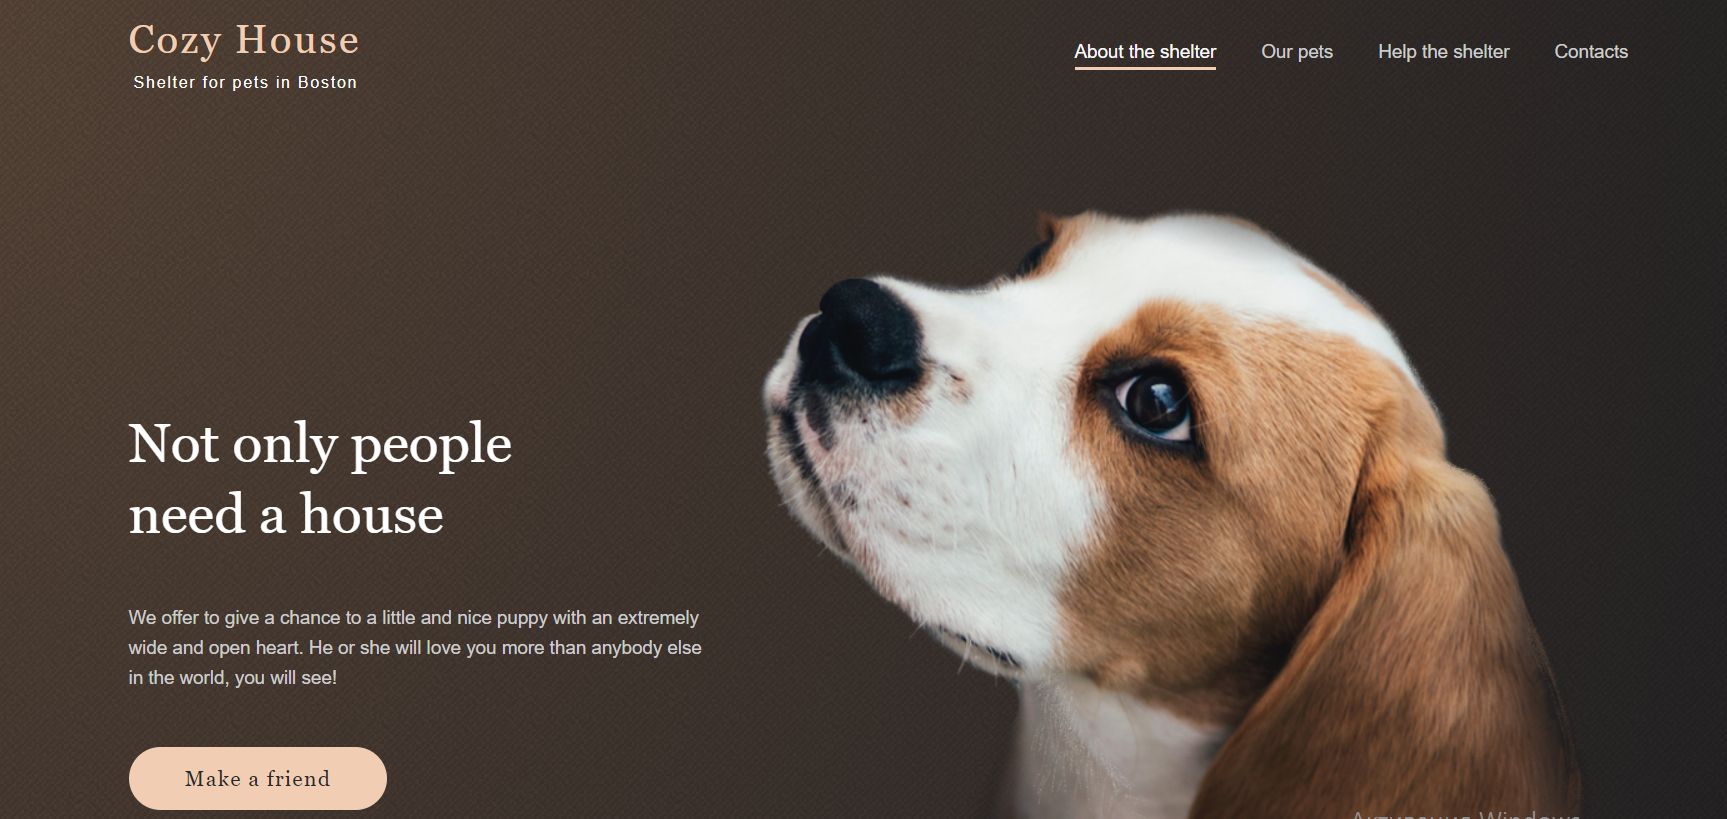 Cozy House
Shelter for pets in Boston
About the shelter
Our pets
Help the shelter
Contacts
Not only people
need a house
We offer to give a chance to a little and nice puppy with an extremely
wide and open heart. He or she will love you more than anybody else
in the world, you will see!
Make a friend
Активация Windows